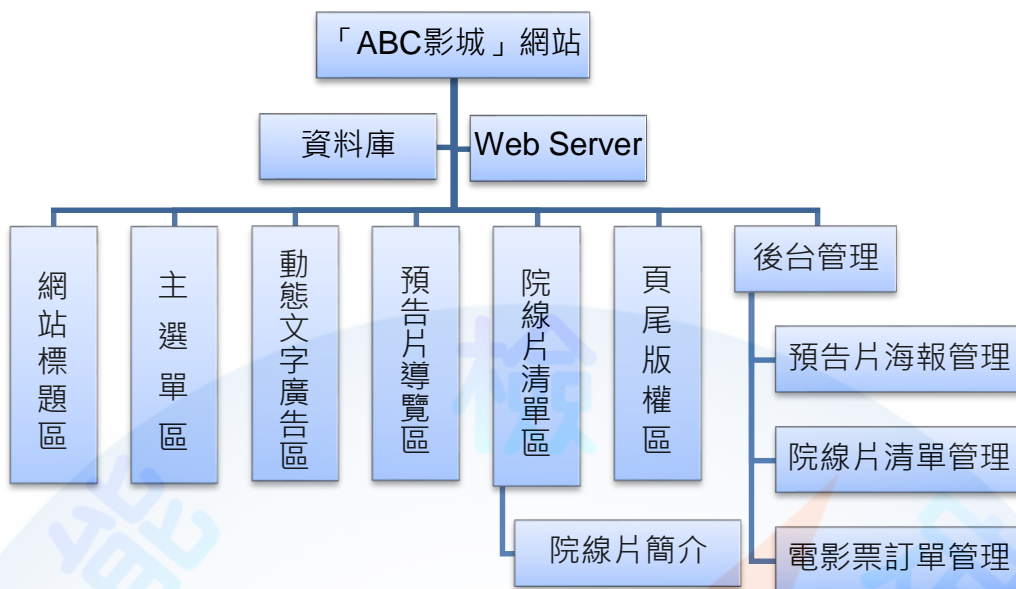 「ABC影城」網站
資料庫
Web Server
網站標題區
主選單區
動態文字廣告區
預告片導覽區
院線片清單區
頁尾版權區
後台管理
預告片海報管理
院線片清單管理
院線片簡介
電影票訂單管理
能
檢